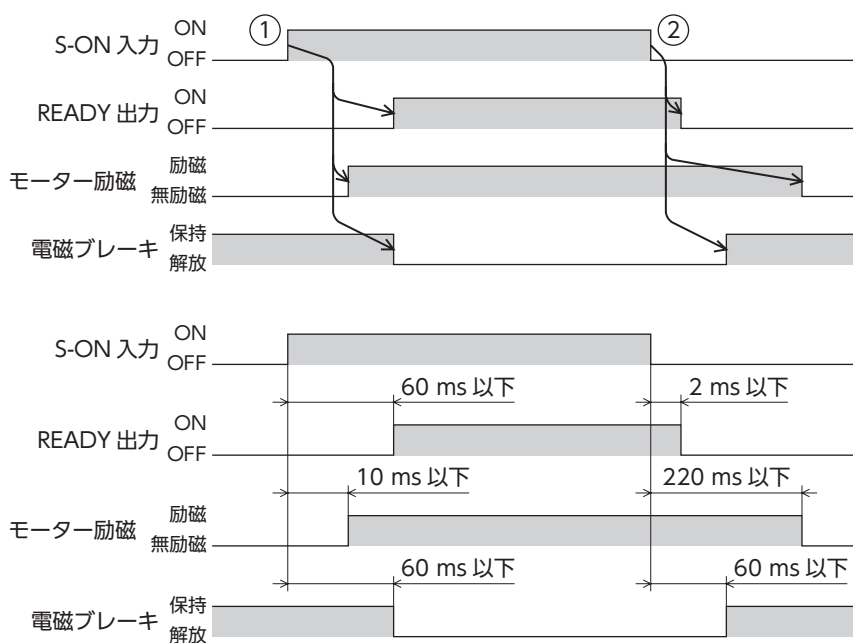 ON
S-ON 入力
OFF
①
②
ON
READY 出力
OFF
励磁
モーター励磁
無励磁
保持
電磁ブレーキ
解放
ON
S-ON 入力
OFF
60 ms 以下
2 ms 以下
ON
READY 出力
OFF
10 ms 以下
220 ms 以下
励磁
モーター励磁
無励磁
60 ms 以下
60 ms 以下
保持
電磁ブレーキ
解放